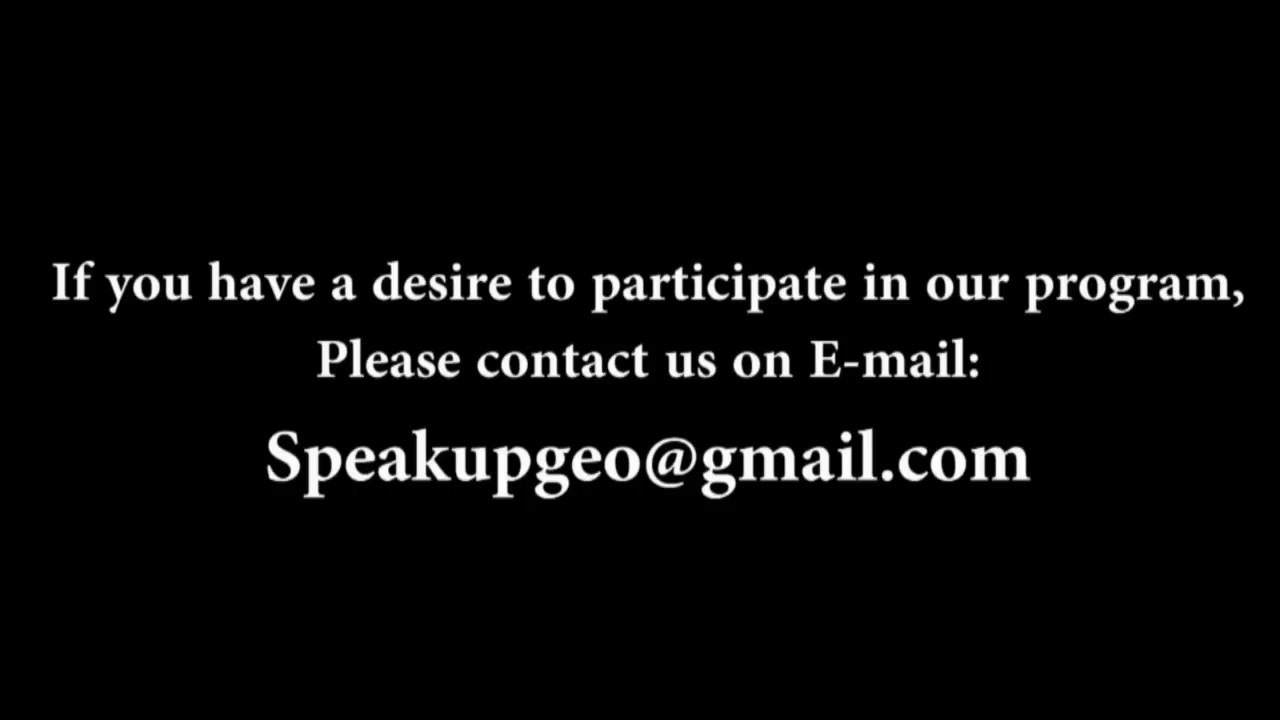 If you have a desire to participate in our program,
Please contact us on E-mail:
Speakupgeo@gmail.com